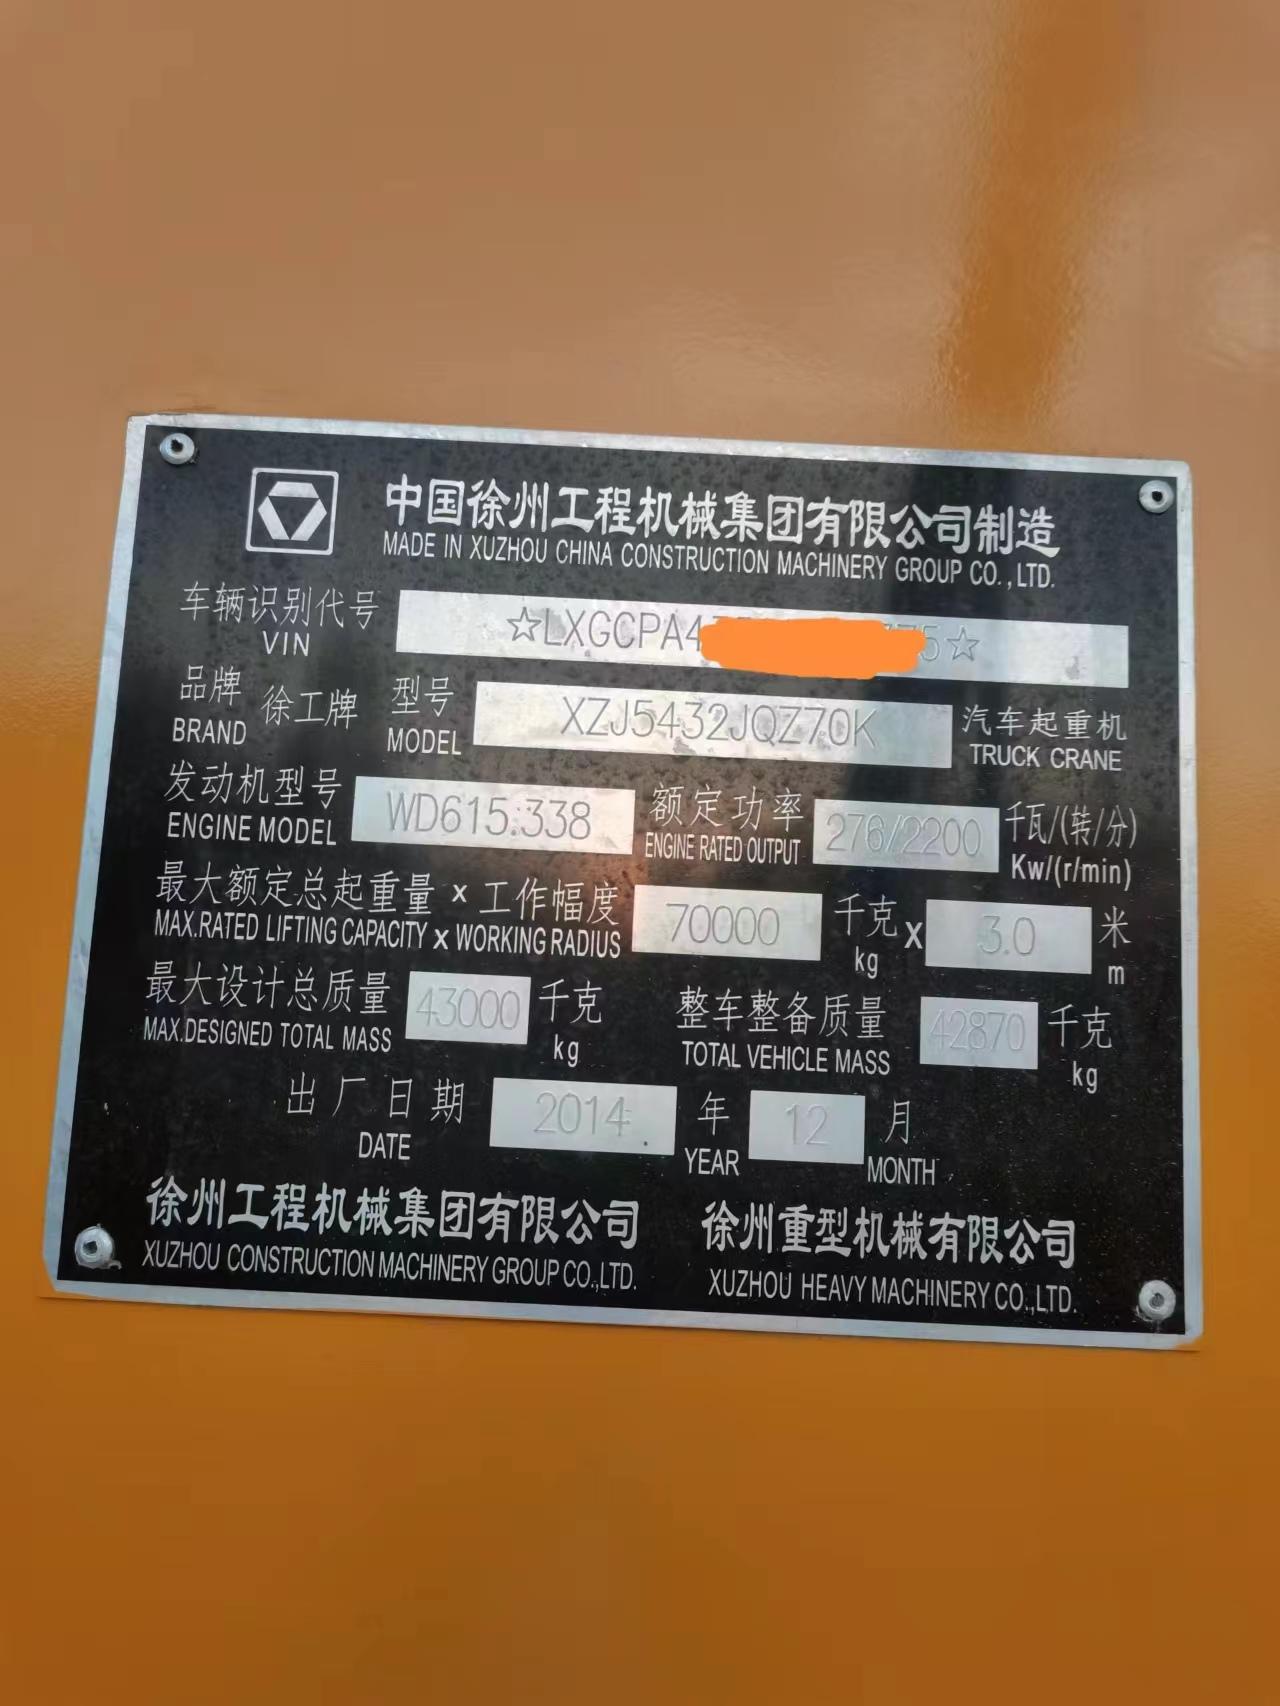 中国徐州工程机械集团有限公司制造
MADE IN XUZHOU CHINA CONSTRUCTION MACHINERY GROUP CO.,LTD.
车辆识别代号 ☆LXGCPA4 5☆
VIN
品牌 徐工牌 型号 XZJ5432JQZ70K 汽车起重机
BRAND MODEL TRUCK CRANE
发动机型号 WD615.338 额定功率 276/2200 千瓦/(转/分)
ENGINE MODEL ENGINE RATED OUTPUT Kw/(r/min)
最大额定总起重量 x 工作幅度 70000 千克 x 3.0 米
MAX.RATED LIFTING CAPACITY x WORKING RADIUS kg m
最大设计总质量 43000 千克 整车整备质量 42870 千克
MAX.DESIGNED TOTAL MASS kg TOTAL VEHICLE MASS kg
出厂日期 2014 年 12 月
DATE YEAR MONTH
徐州工程机械集团有限公司 徐州重型机械有限公司
XUZHOU CONSTRUCTION MACHINERY GROUP CO.,LTD. XUZHOU HEAVY MACHINERY CO.,LTD.